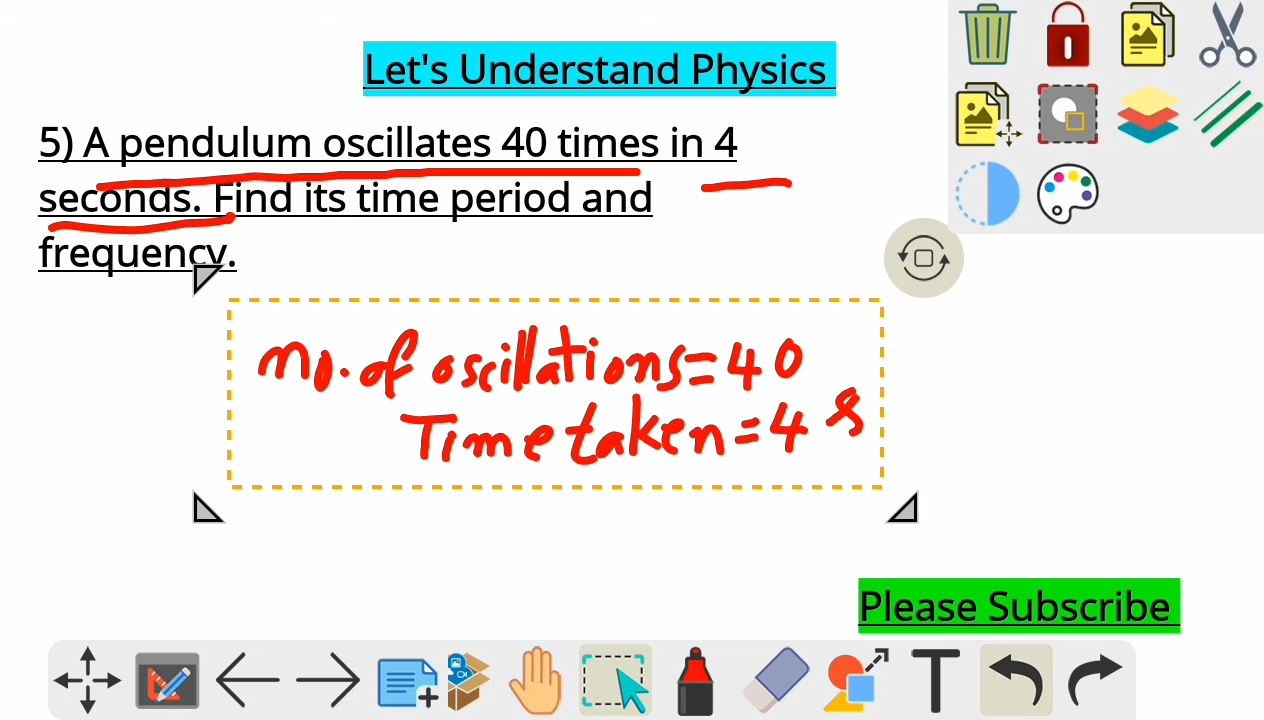 Let's Understand Physics
5) A pendulum oscillates 40 times in 4
seconds. Find its time period and
frequency.
no. of oscillations = 40
Time taken = 4 s
Please Subscribe